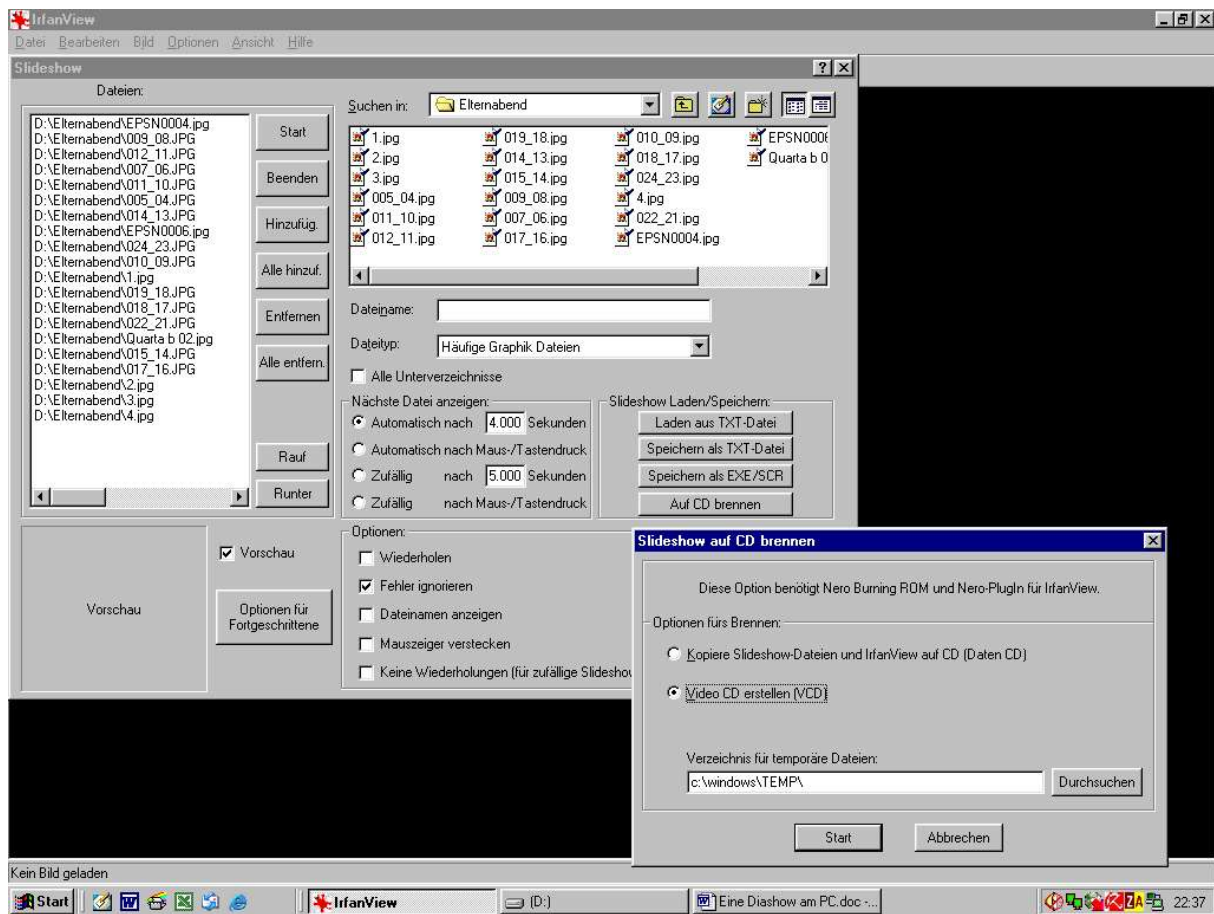 IrfanView
Datei Bearbeiten Bild Optionen Ansicht Hilfe
Slideshow
Dateien:
D:\Elternabend\EPSN0004.jpg
D:\Elternabend\009_08.JPG
D:\Elternabend\012_11.JPG
D:\Elternabend\007_06.JPG
D:\Elternabend\011_10.JPG
D:\Elternabend\005_04.JPG
D:\Elternabend\014_13.JPG
D:\Elternabend\EPSN0006.jpg
D:\Elternabend\024_23.JPG
D:\Elternabend\010_09.JPG
D:\Elternabend\1.jpg
D:\Elternabend\019_18.JPG
D:\Elternabend\018_17.JPG
D:\Elternabend\022_21.JPG
D:\Elternabend\Quarta b 02.jpg
D:\Elternabend\015_14.JPG
D:\Elternabend\017_16.JPG
D:\Elternabend\2.jpg
D:\Elternabend\3.jpg
D:\Elternabend\4.jpg
Start
Beenden
Hinzufüg.
Alle hinzuf.
Entfernen
Alle entfern.
Rauf
Runter
Suchen in: Elternabend
1.jpg 019_18.jpg 010_09.jpg EPSN0006
2.jpg 014_13.jpg 018_17.jpg Quarta b 0
3.jpg 015_14.jpg 024_23.jpg
005_04.jpg 009_08.jpg 4.jpg
011_10.jpg 007_06.jpg 022_21.jpg
012_11.jpg 017_16.jpg EPSN0004.jpg
Dateiname:
Dateityp: Häufige Graphik Dateien
Alle Unterverzeichnisse
Nächste Datei anzeigen:
Automatisch nach 4.000 Sekunden
Automatisch nach Maus-/Tastendruck
Zufällig nach 5.000 Sekunden
Zufällig nach Maus-/Tastendruck
Slideshow Laden/Speichern:
Laden aus TXT-Datei
Speichern als TXT-Datei
Speichern als EXE/SCR
Auf CD brennen
Vorschau
Vorschau
Optionen für
Fortgeschrittene
Optionen:
Wiederholen
Fehler ignorieren
Dateinamen anzeigen
Mauszeiger verstecken
Keine Wiederholungen (für zufällige Slideshow
Slideshow auf CD brennen
Diese Option benötigt Nero Burning ROM und Nero-PlugIn für IrfanView.
Optionen fürs Brennen:
Kopiere Slideshow-Dateien und IrfanView auf CD (Daten CD)
Video CD erstellen (VCD)
Verzeichnis für temporäre Dateien:
c:\windows\TEMP\
Durchsuchen
Start Abbrechen
Kein Bild geladen
Start IrfanView (D:) Eine Diashow am PC.doc -... ZA 22:37